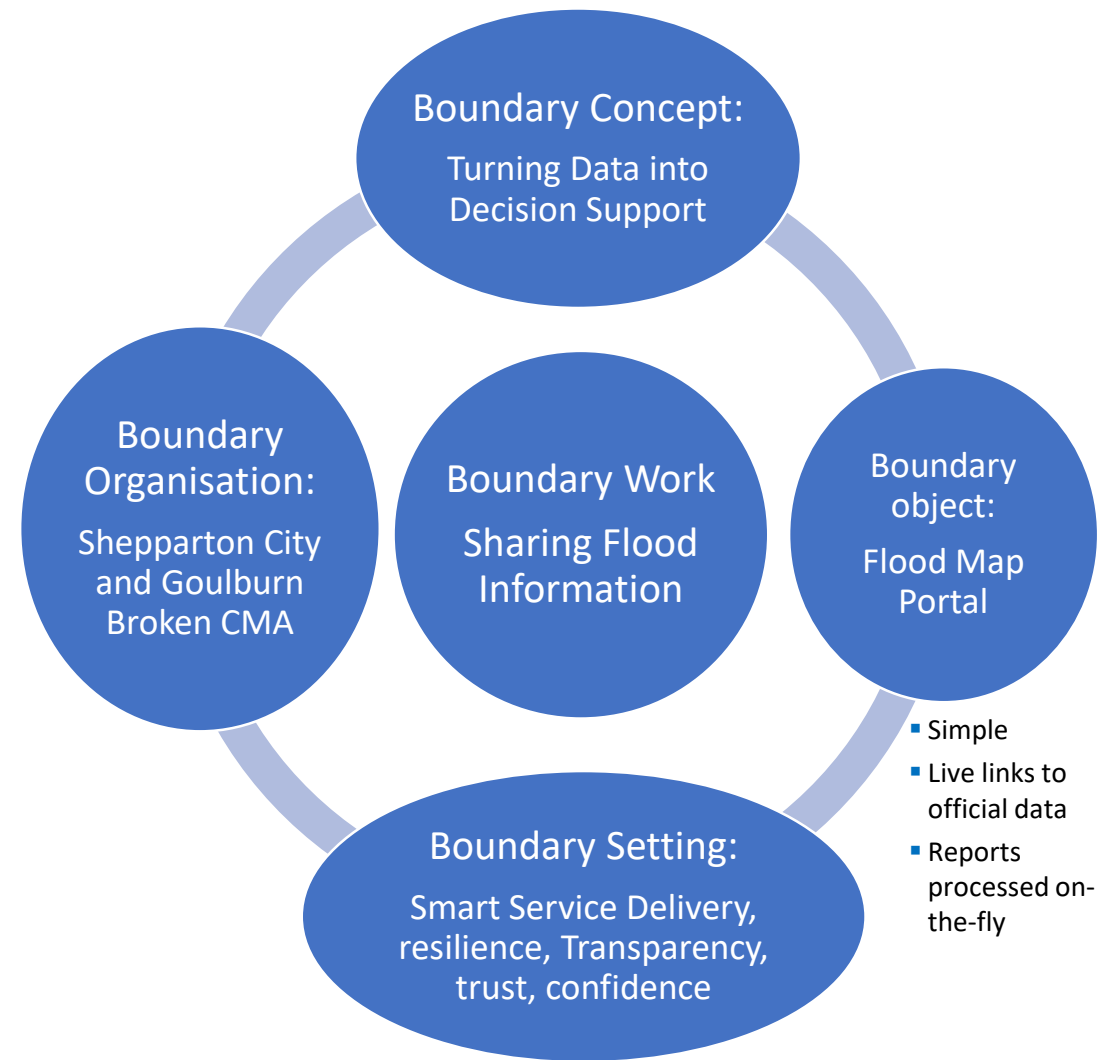 Boundary Concept:
Turning Data into
Decision Support
Boundary
Organisation:
Shepparton City
and Goulburn
Broken CMA
Boundary Work
Sharing Flood
Information
Boundary
object:
Flood Map
Portal
▪ Simple
▪ Live links to
official data
▪ Reports
processed on-
the-fly
Boundary Setting:
Smart Service Delivery,
resilience, Transparency,
trust, confidence